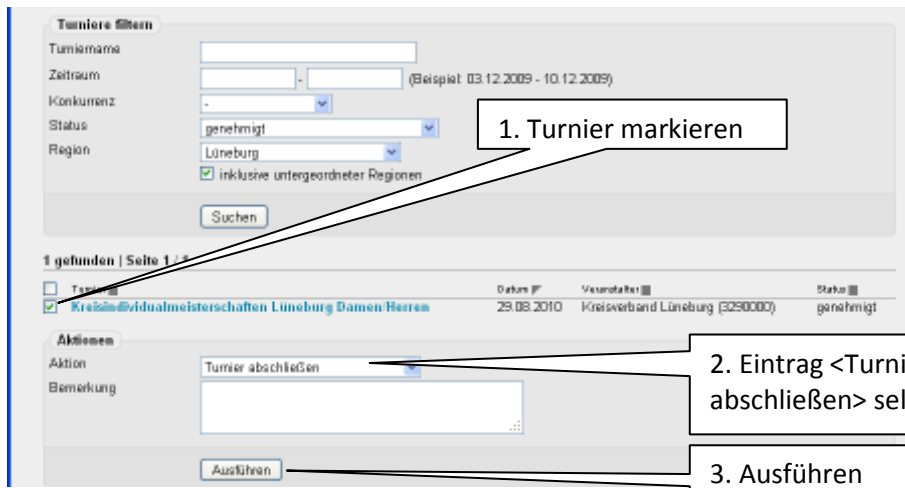 Turniere filtern
Turniername
Zeitraum - (Beispiel: 03.12.2009 - 10.12.2009)
Konkurrenz -
Status genehmigt
1. Turnier markieren
Region Lüneburg
inklusive untergeordneter Regionen
Suchen
1 gefunden | Seite 1 /
Turnier Datum Veranstalter Status
Kreisindividualmeisterschaften Lüneburg Damen/Herren 29.08.2010 Kreisverband Lüneburg (3290000) genehmigt
Aktionen
Aktion Turnier abschließen
2. Eintrag <Turni
abschließen> sel
Bemerkung
Ausführen
3. Ausführen